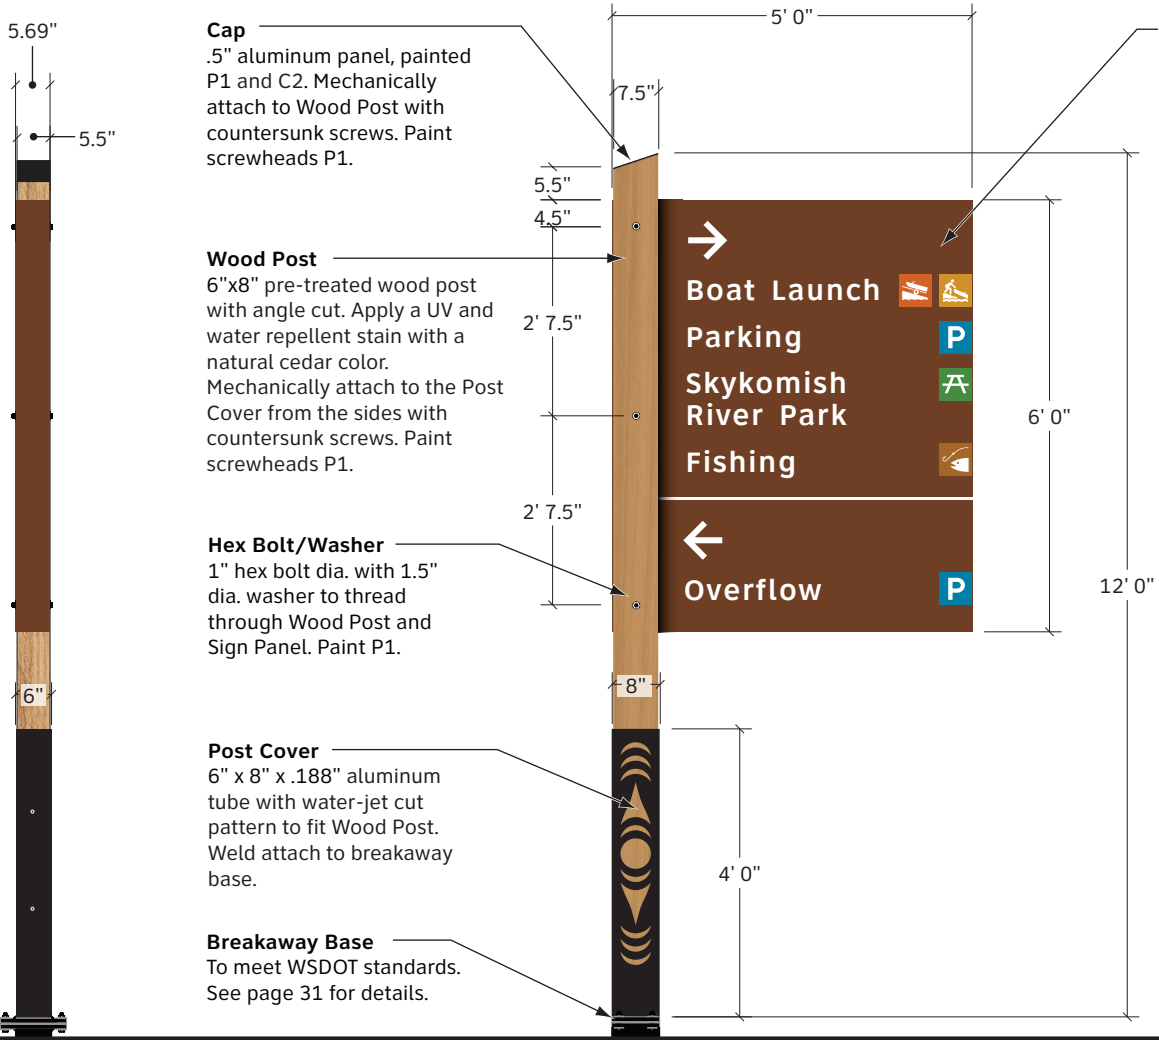 5.69"
5.5"
6"
Cap
.5" aluminum panel, painted
P1 and C2. Mechanically
attach to Wood Post with
countersunk screws. Paint
screwheads P1.
Wood Post
6"x8" pre-treated wood post
with angle cut. Apply a UV and
water repellent stain with a
natural cedar color.
Mechanically attach to the Post
Cover from the sides with
countersunk screws. Paint
screwheads P1.
Hex Bolt/Washer
1" hex bolt dia. with 1.5"
dia. washer to thread
through Wood Post and
Sign Panel. Paint P1.
Post Cover
6" x 8" x .188" aluminum
tube with water-jet cut
pattern to fit Wood Post.
Weld attach to breakaway
base.
Breakaway Base
To meet WSDOT standards.
See page 31 for details.
5' 0"
7.5"
5.5"
4.5"
2' 7.5"
2' 7.5"
8"
Boat Launch
Parking P
Skykomish
River Park
Fishing
Overflow P
6' 0"
12' 0"
4' 0"